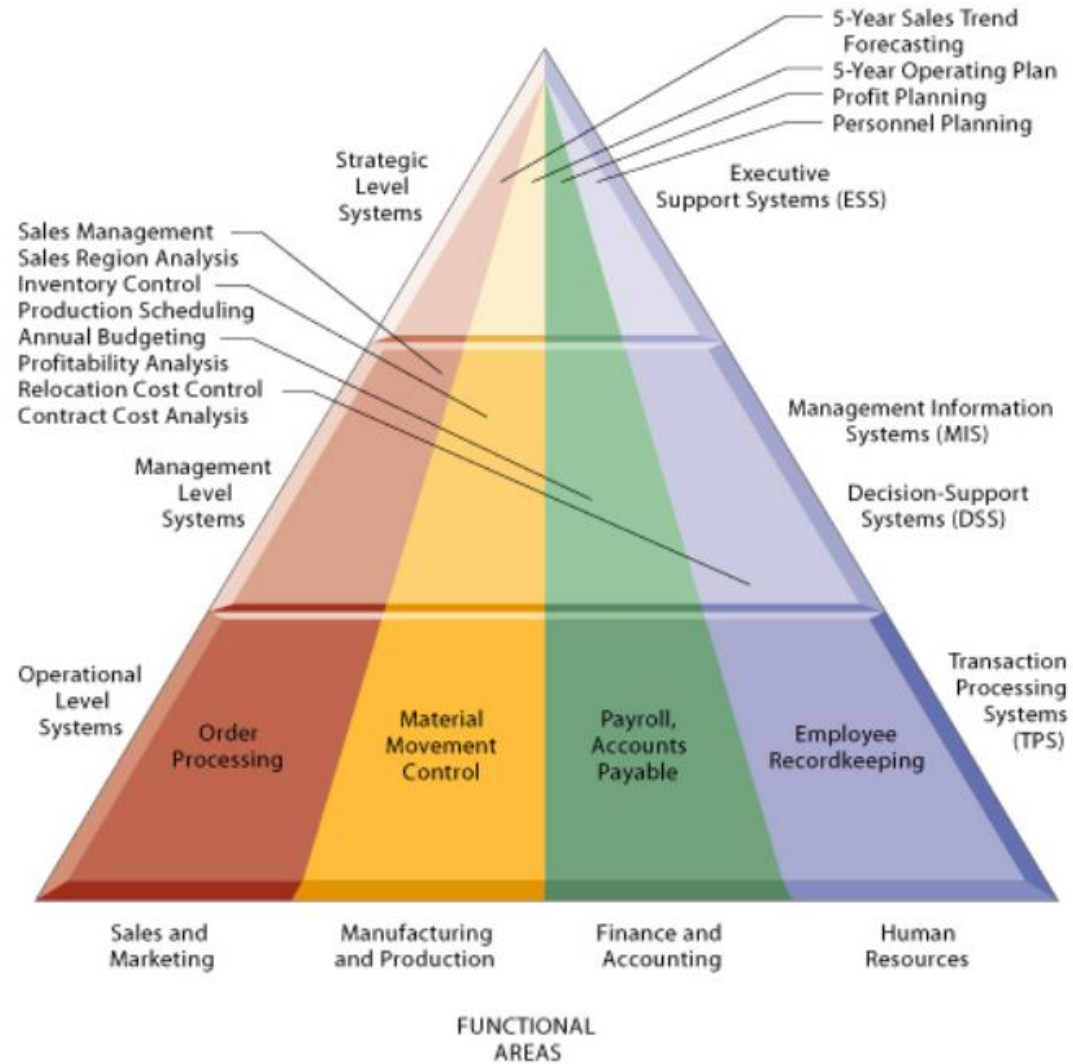 5-Year Sales Trend
Forecasting
5-Year Operating Plan
Profit Planning
Personnel Planning
Strategic
Level
Systems
Executive
Support Systems (ESS)
Sales Management
Sales Region Analysis
Inventory Control
Production Scheduling
Annual Budgeting
Profitability Analysis
Relocation Cost Control
Contract Cost Analysis
Management Information
Systems (MIS)
Management
Level
Systems
Decision-Support
Systems (DSS)
Operational
Level
Systems
Order
Processing
Material
Movement
Control
Payroll,
Accounts
Payable
Employee
Recordkeeping
Transaction
Processing
Systems
(TPS)
Sales and
Marketing
Manufacturing
and Production
Finance and
Accounting
Human
Resources
FUNCTIONAL
AREAS